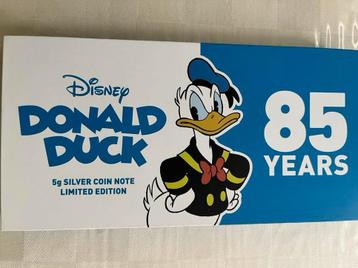 Disney
DONALD
DUCK
5g SILVER COIN NOTE
LIMITED EDITION
85
YEARS